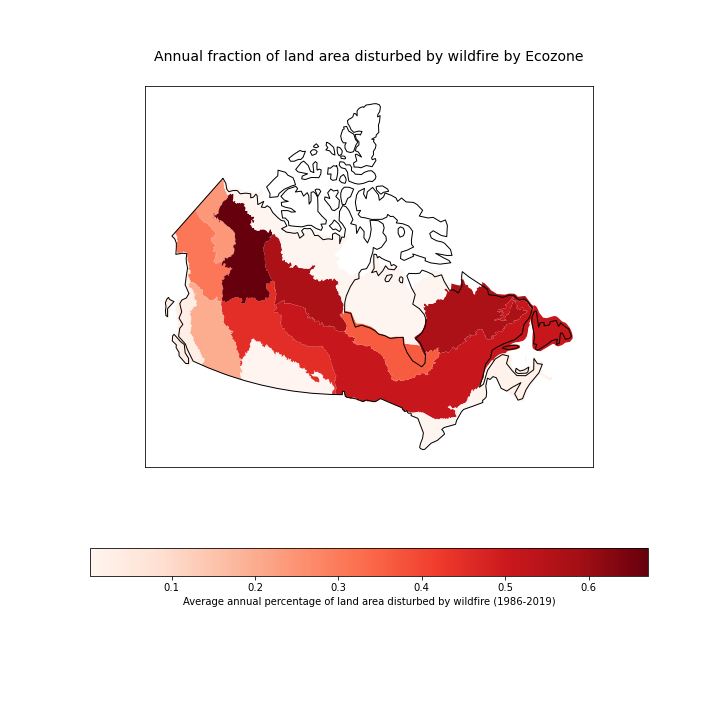 Annual fraction of land area disturbed by wildfire by Ecozone
0.1 0.2 0.3 0.4 0.5 0.6
Average annual percentage of land area disturbed by wildfire (1986-2019)